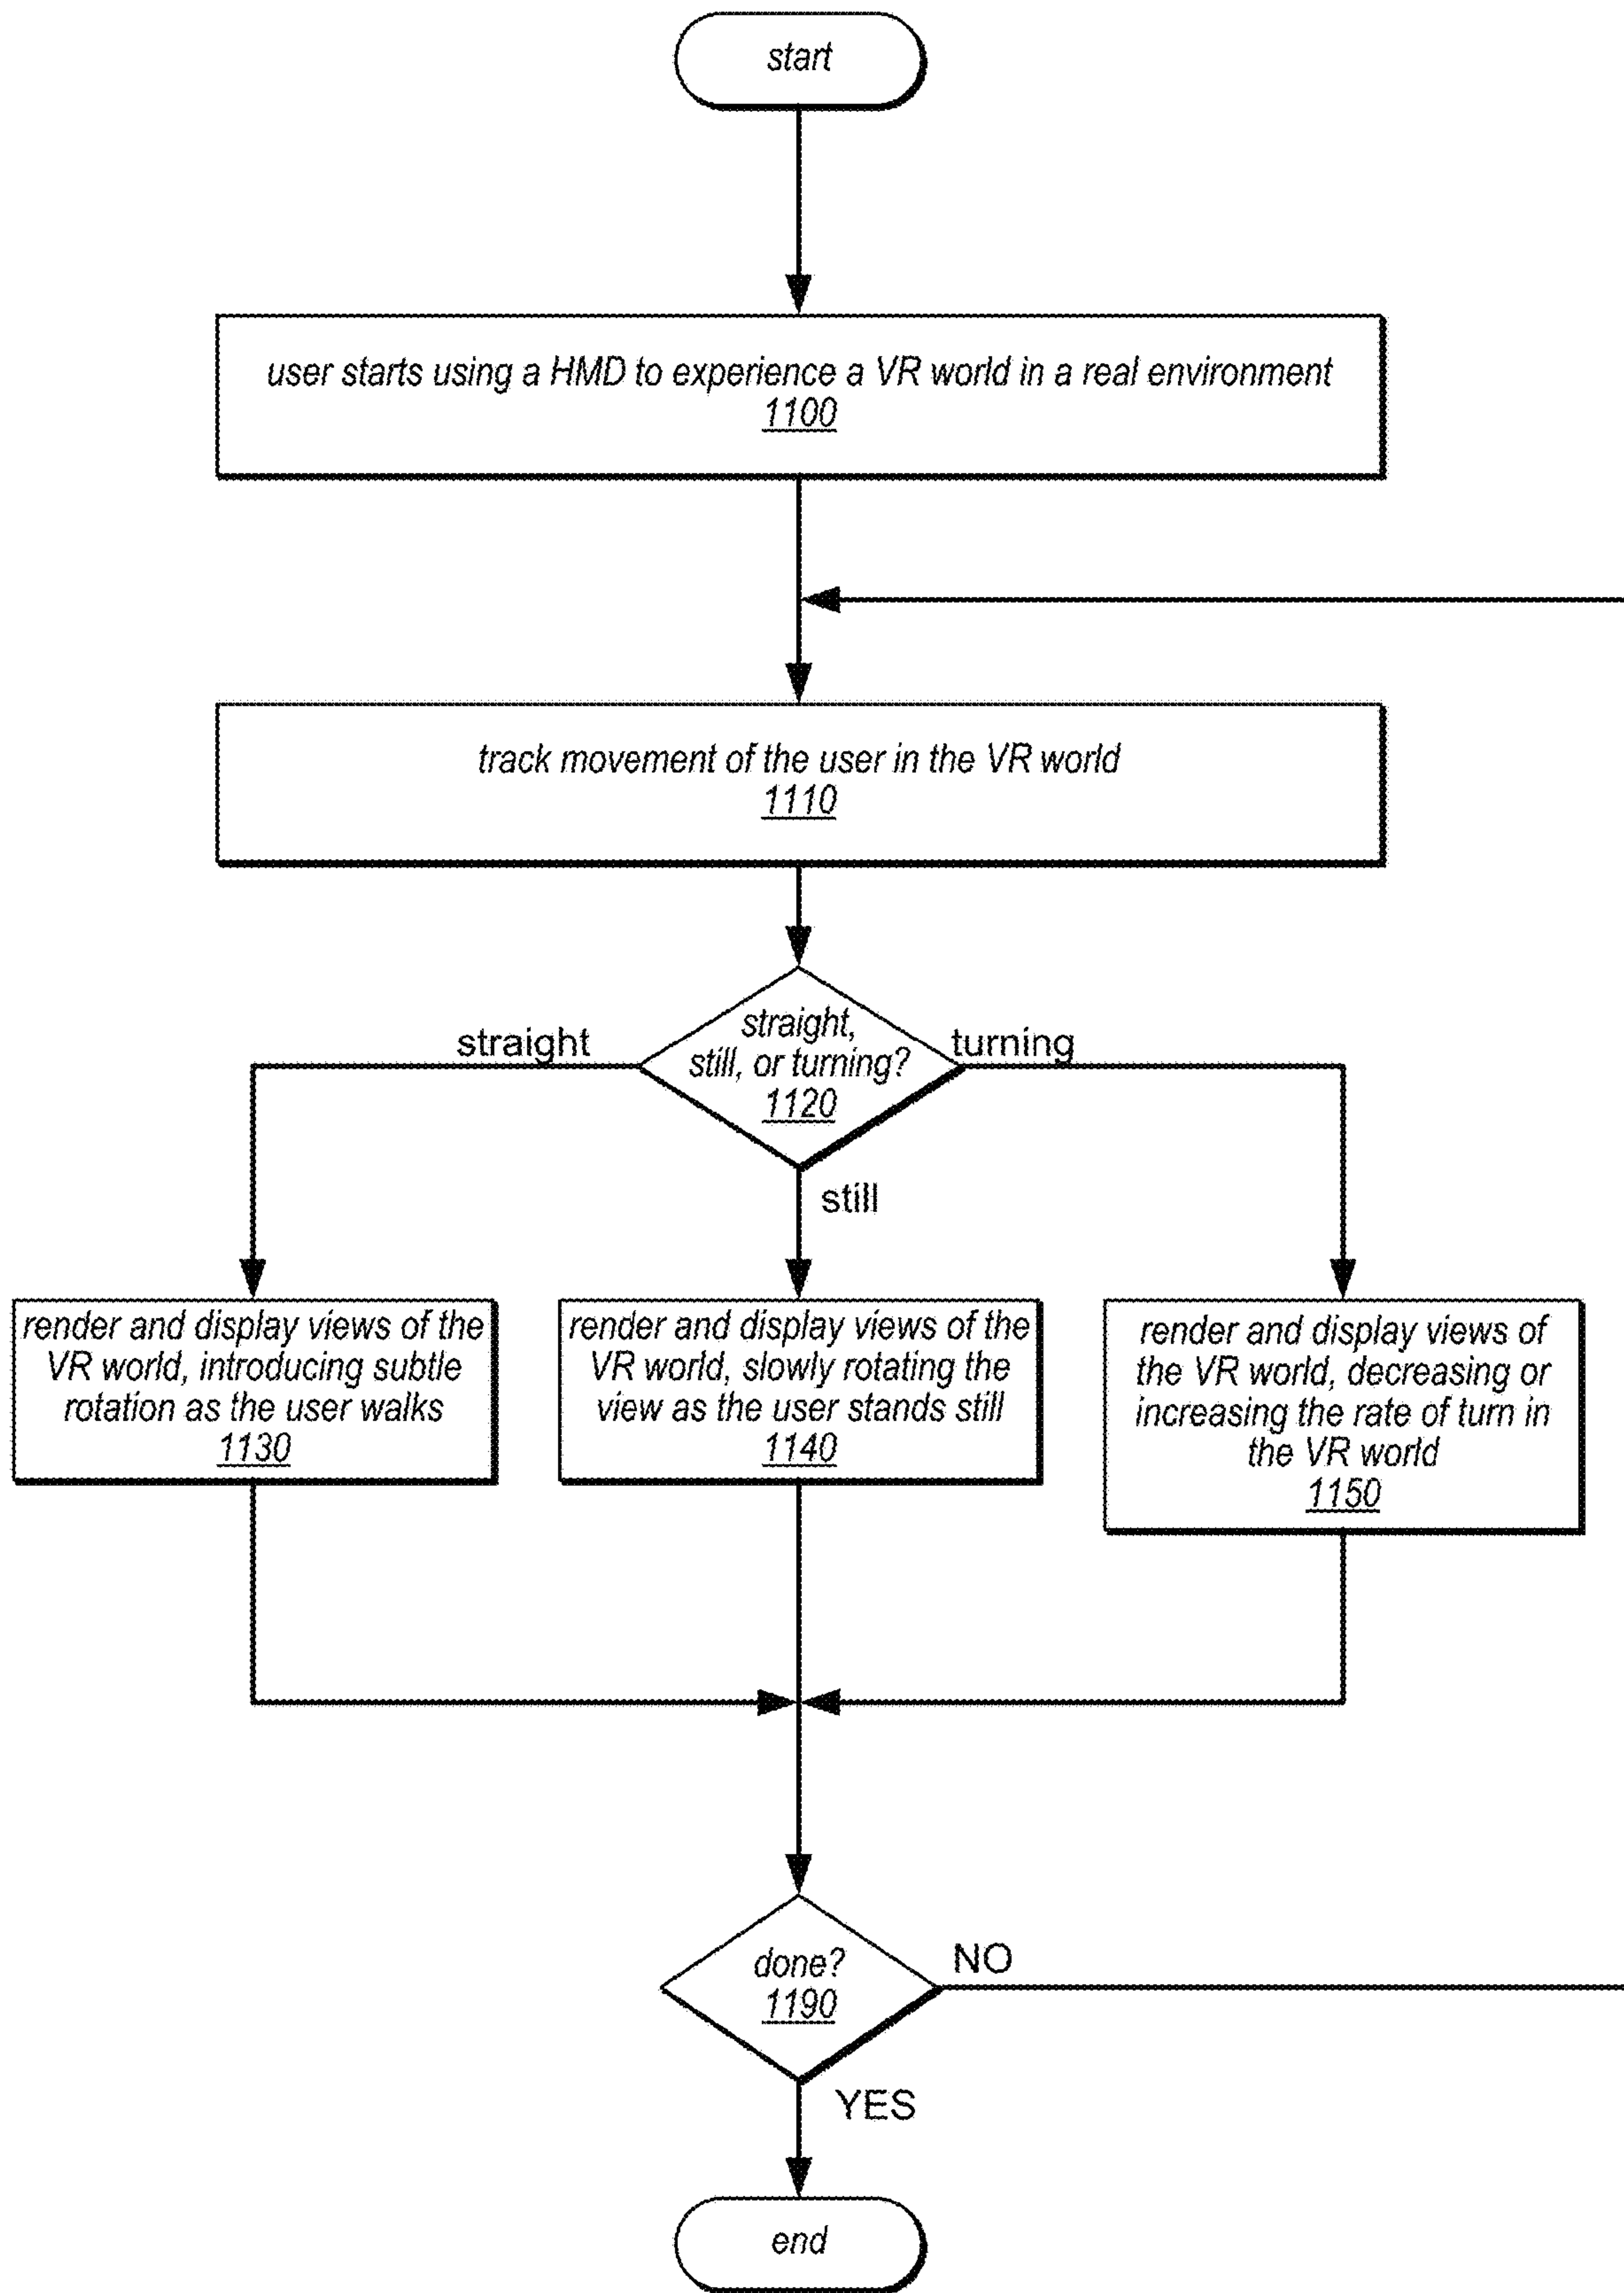 start
user starts using a HMD to experience a VR world in a real environment
1100
track movement of the user in the VR world
1110
straight,
still, or turning?
1120
straight
turning
still
render and display views of the
VR world, introducing subtle
rotation as the user walks
1130
render and display views of the
VR world, slowly rotating the
view as the user stands still
1140
render and display views of
the VR world, decreasing or
increasing the rate of turn in
the VR world
1150
done?
1190
NO
YES
end